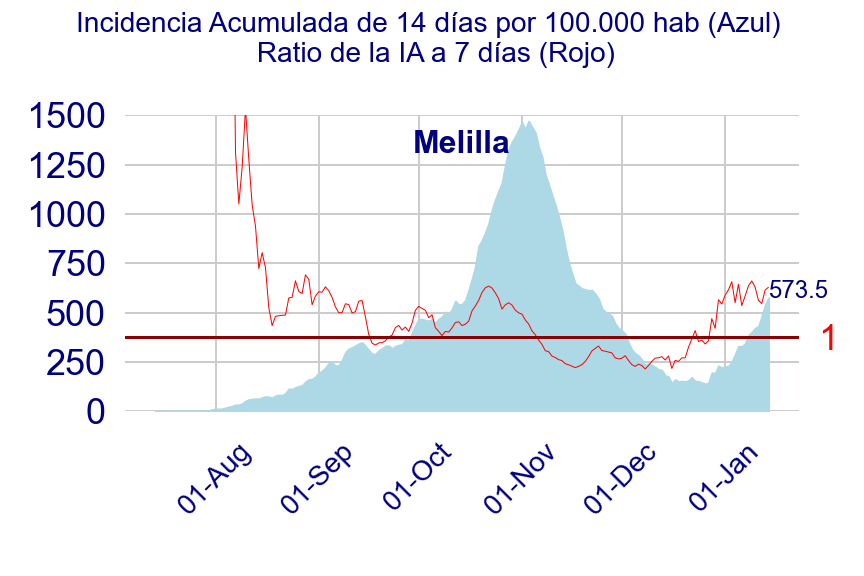 Incidencia Acumulada de 14 días por 100.000 hab (Azul)
Ratio de la IA a 7 días (Rojo)
Melilla
1500
1250
1000
750
500
250
0
573.5
1
01-Aug
01-Sep
01-Oct
01-Nov
01-Dec
01-Jan